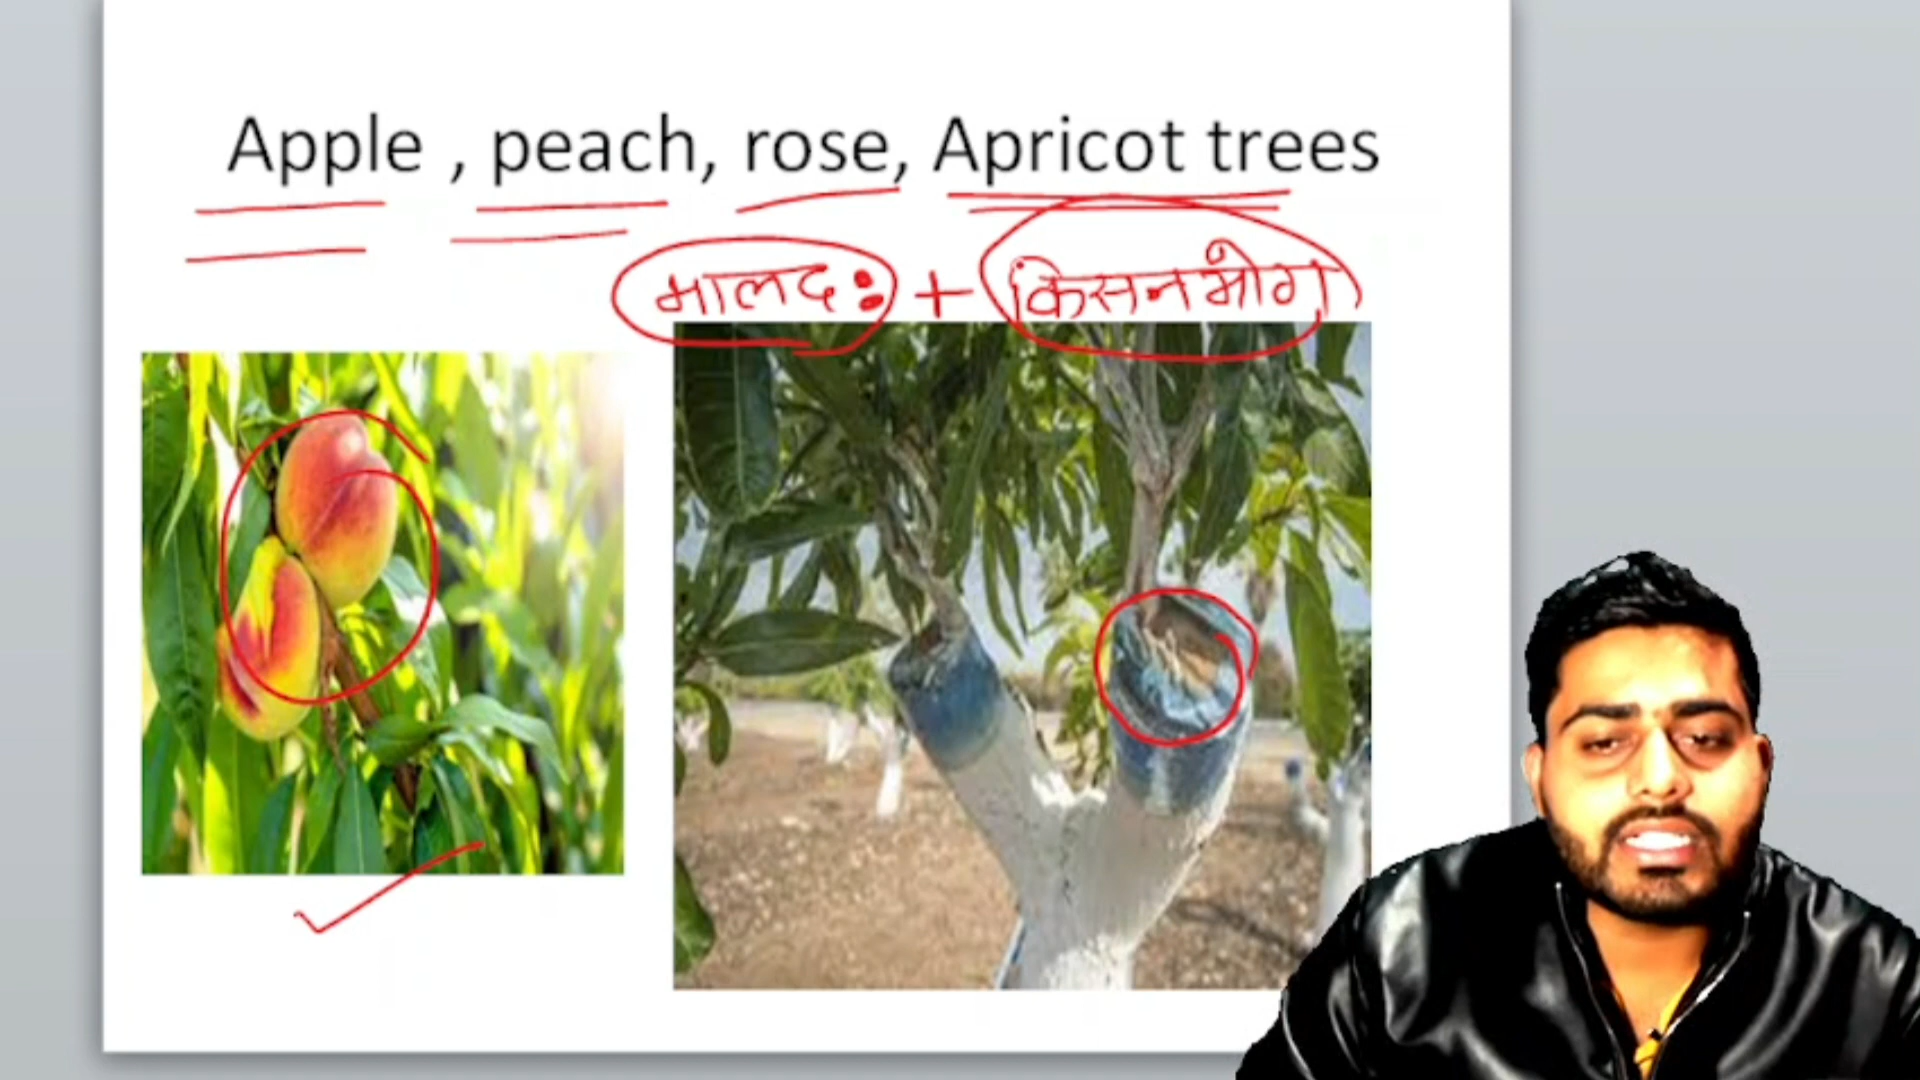 Apple , peach, rose, Apricot trees
मालदः + किसनभोग